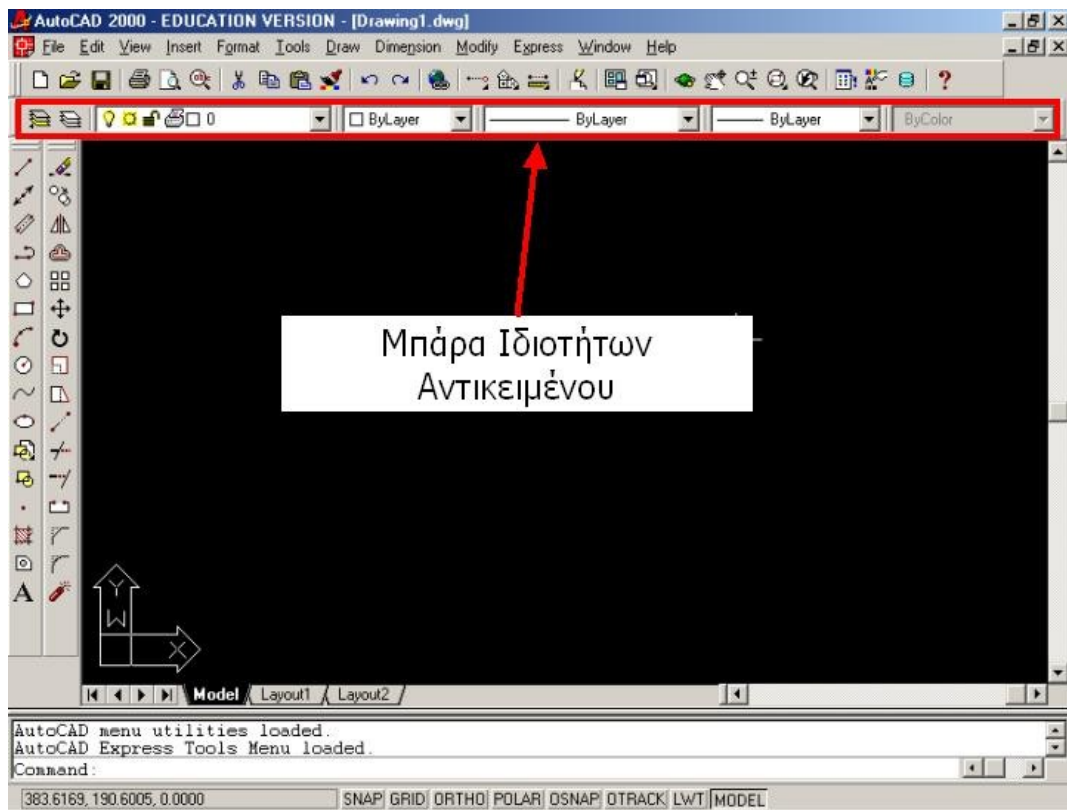 AutoCAD 2000 - EDUCATION VERSION - [Drawing1.dwg]
File Edit View Insert Format Tools Draw Dimension Modify Express Window Help
0 ByLayer ByLayer ByLayer ByColor
Μπάρα Ιδιοτήτων
Αντικειμένου
Y
W
X
Model Layout1 Layout2
AutoCAD menu utilities loaded.
AutoCAD Express Tools Menu loaded.
Command:
383.6169, 190.6005, 0.0000 SNAP GRID ORTHO POLAR OSNAP OTRACK LWT MODEL